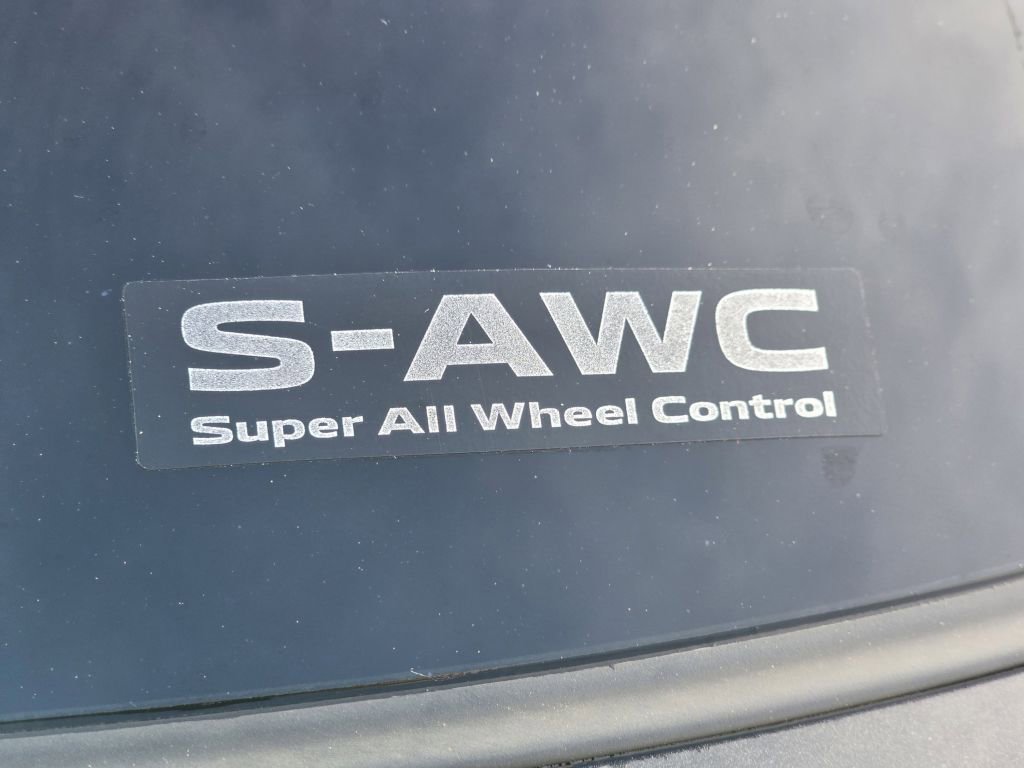 S-AWC
Super All Wheel Control